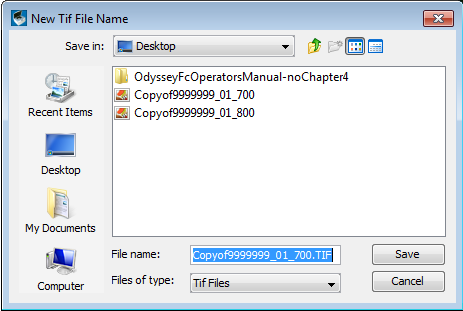 New Tif File Name
Save in: Desktop
OdysseyFcOperatorsManual-noChapter4
Copyof9999999_01_700
Copyof9999999_01_800
Recent Items
Desktop
My Documents
Computer
File name: Copyof9999999_01_700.TIF Save
Files of type: Tif Files Cancel